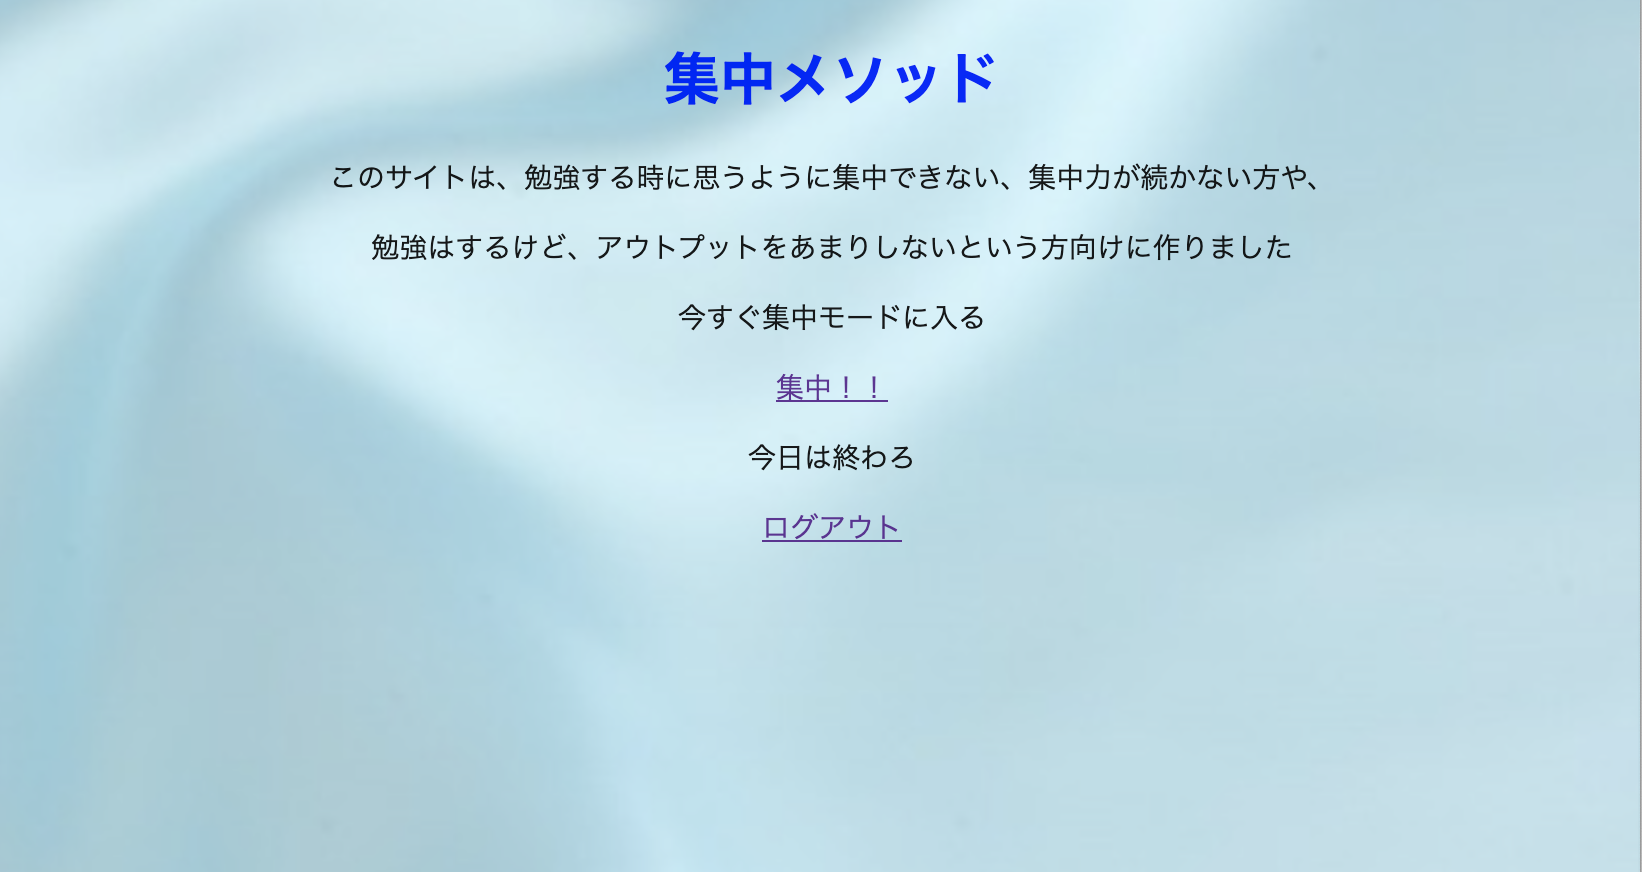 集中メソッド
このサイトは、勉強する時に思うように集中できない、集中力が続かない方や、
勉強はするけど、アウトプットをあまりしないという方向けに作りました
今すぐ集中モードに入る
集中！！
今日は終わろ
ログアウト